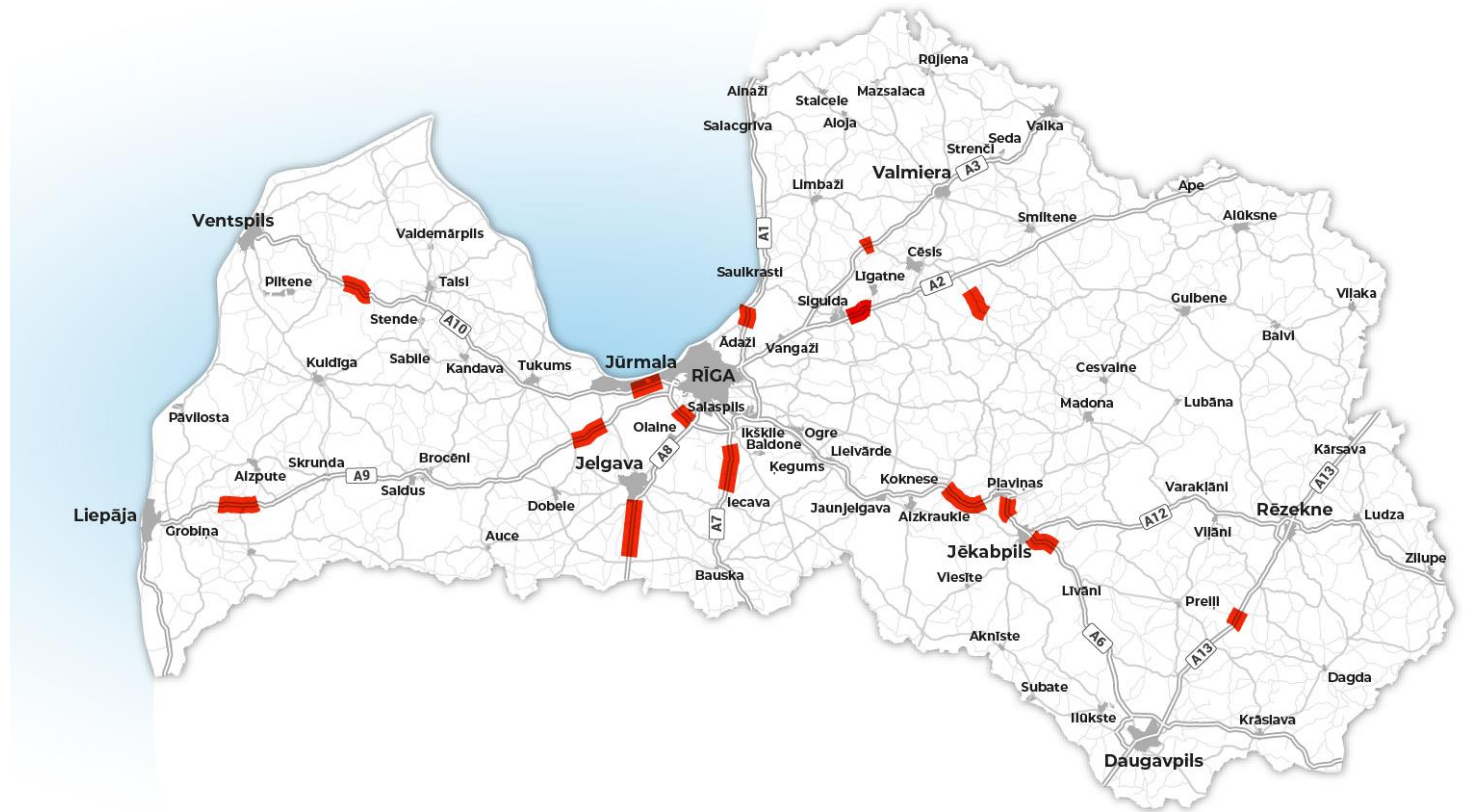 Rūjiena
Ainaži
Staicele
Mazsalaca
Salacgrīva
Aloja
Valka
Seda
Strenči
A3
Valmiera
Limbaži
Ape
Smiltene
Alūksne
Ventspils
Valdemārpils
A1
Cēsis
Saulkrasti
Līgatne
Piltene
Talsi
A2
Sigulda
Gulbene
Viļaka
Stende
A10
Ādaži
Vangaži
Balvi
Kuldīga
Sabile
Kandava
Tukums
Jūrmala
RĪGA
Cesvaine
Pāvilosta
Salaspils
Madona
Lubāna
Olaine
Ikšķile
Ogre
Baldone
Lielvārde
Kārsava
Skrunda
Brocēni
A8
Jelgava
Ķegums
Aizpute
A9
Saldus
Koknese
Pļaviņas
A13
Varakļāni
Dobele
Iecava
Jaunjelgava
Aizkraukle
A12
Rēzekne
Ludza
Liepāja
Grobiņa
Auce
A7
Viļāni
Jēkabpils
Zilupe
Bauska
Viesīte
Līvāni
Preiļi
Aknīste
A6
A13
Subate
Dagda
Ilūkste
Krāslava
Daugavpils